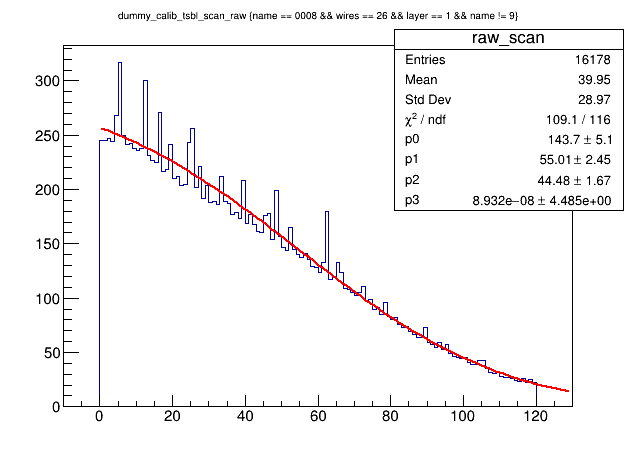 dummy_calib_tsbl_scan_raw {name == 0008 && wires == 26 && layer == 1 && name != 9}
raw_scan
Entries 16178
Mean 39.95
Std Dev 28.97
χ² / ndf 109.1 / 116
p0 143.7 ± 5.1
p1 55.01 ± 2.45
p2 44.48 ± 1.67
p3 8.932e−08 ± 4.485e+00
300
250
200
150
100
50
0
0 20 40 60 80 100 120